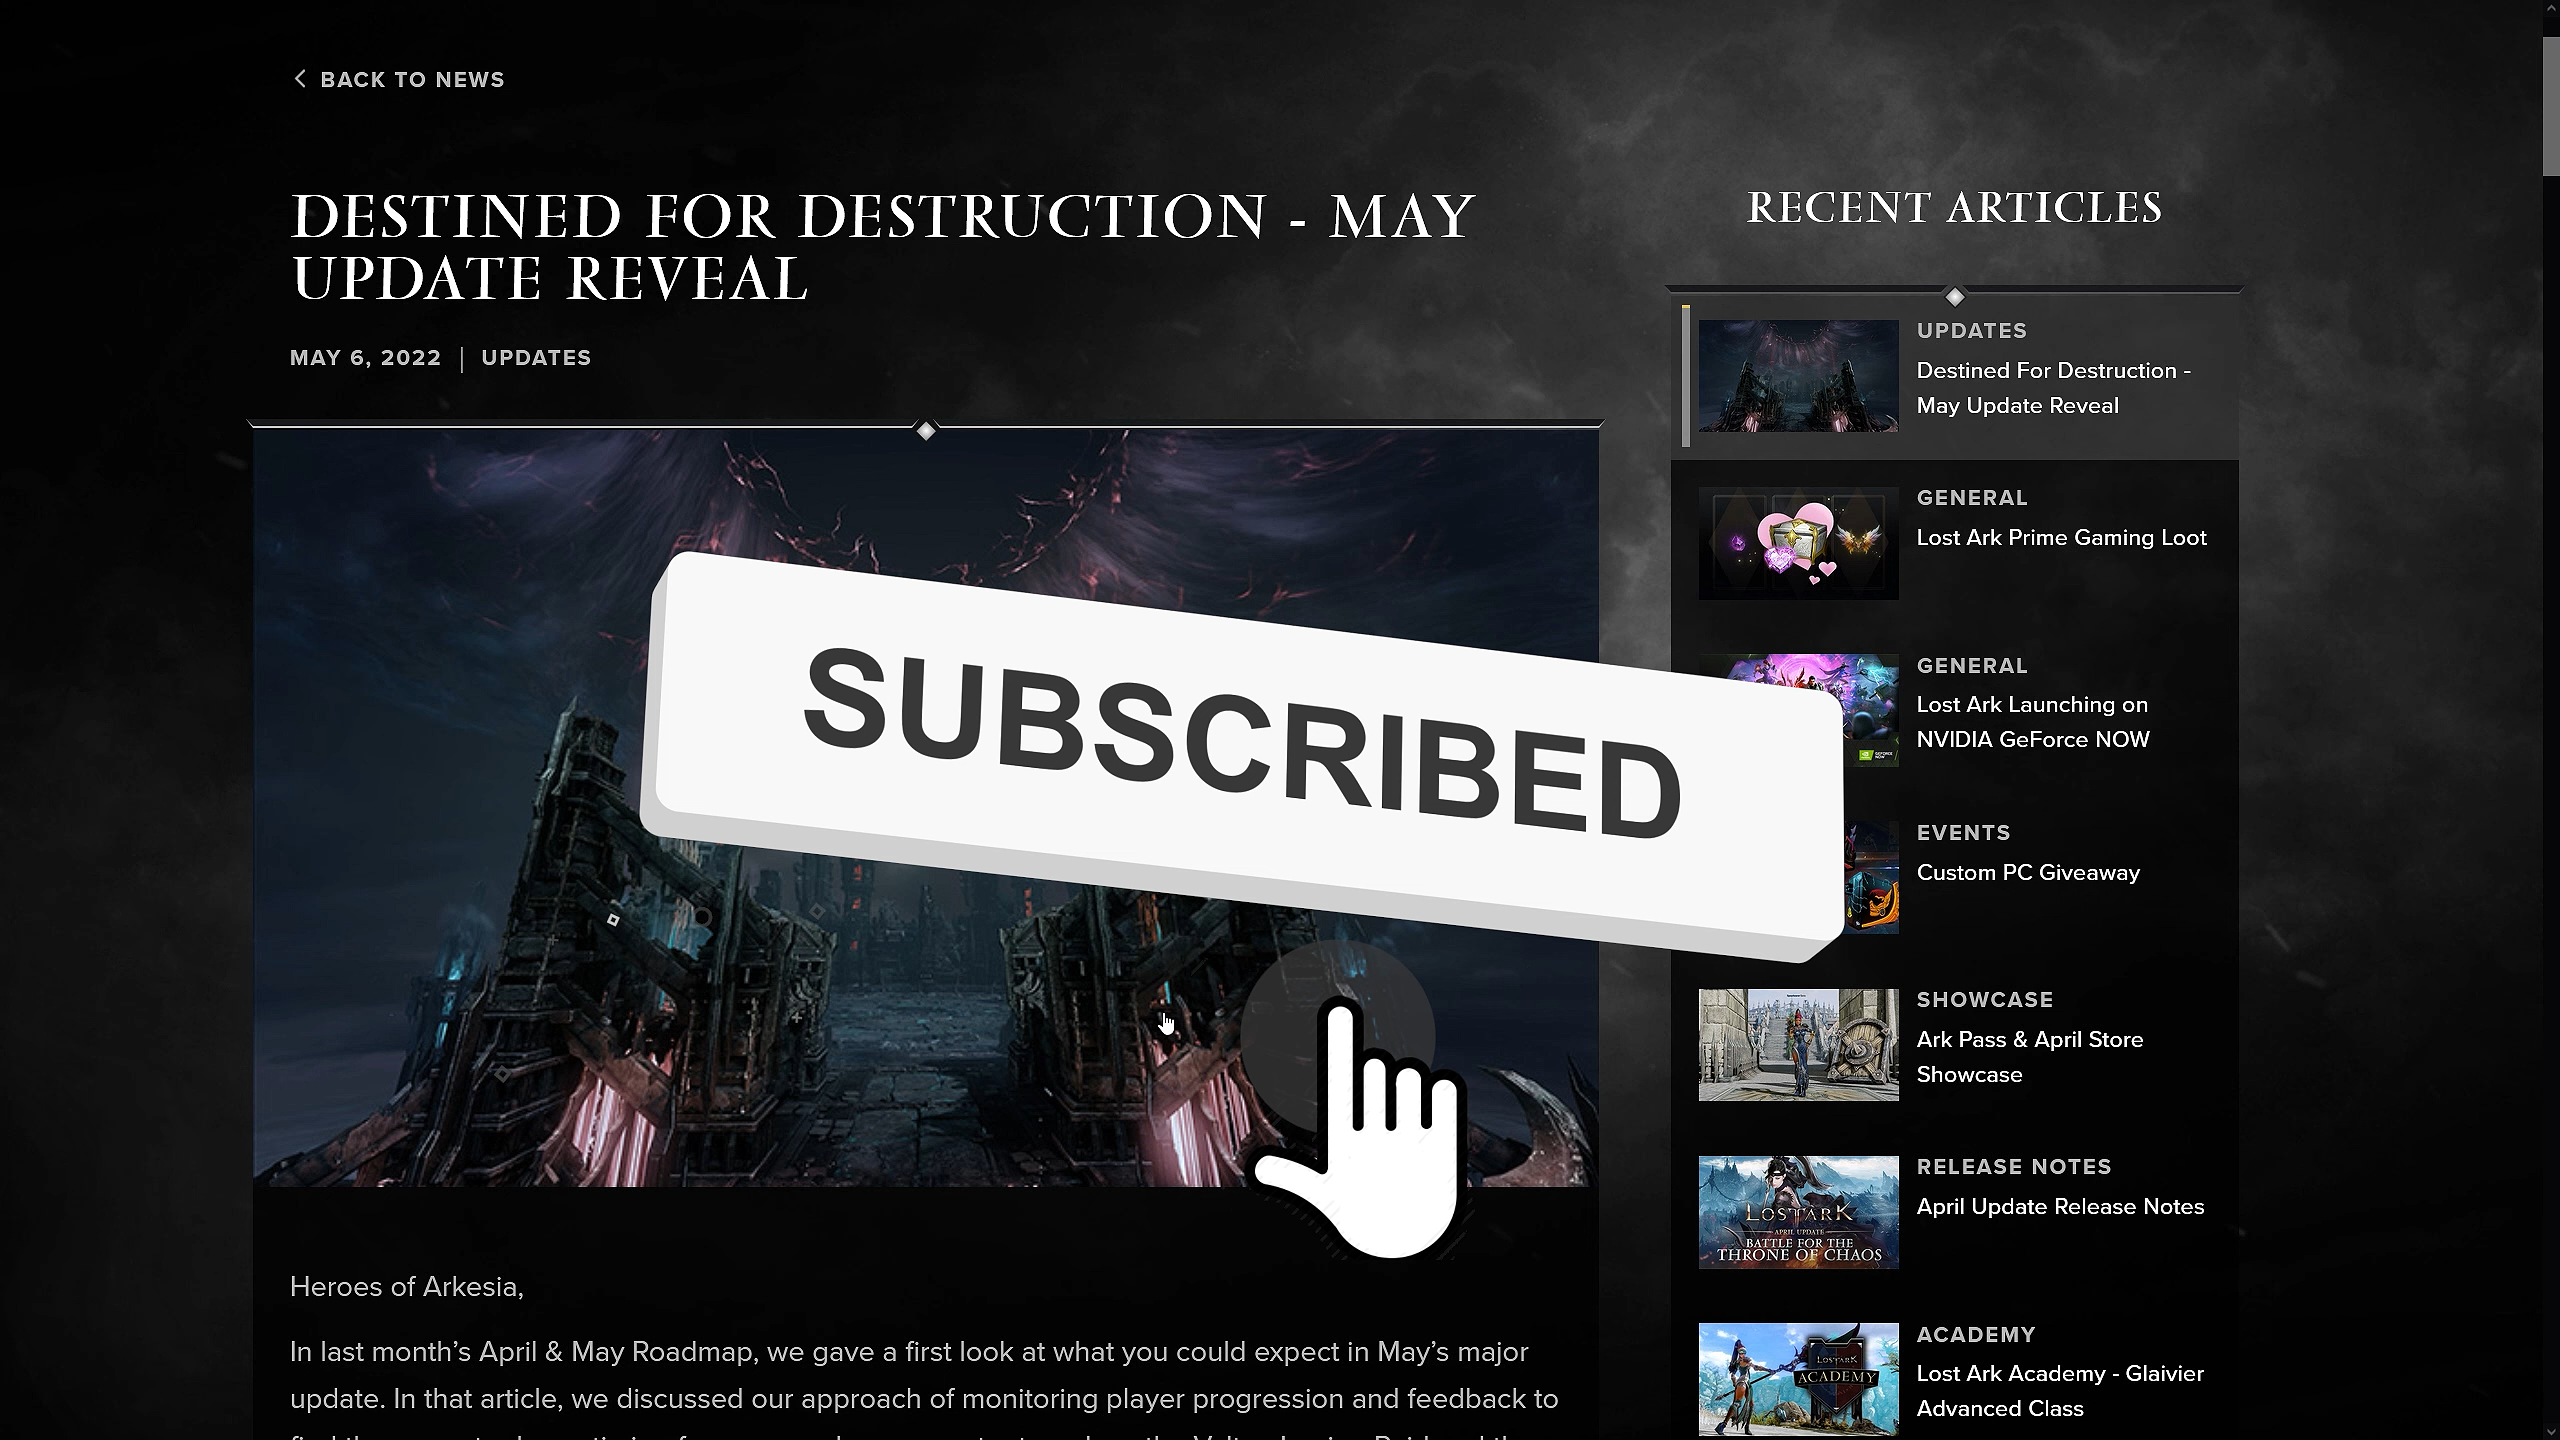 BACK TO NEWS
DESTINED FOR DESTRUCTION - MAY
UPDATE REVEAL
MAY 6, 2022 | UPDATES
SUBSCRIBED
Heroes of Arkesia,
In last month’s April & May Roadmap, we gave a first look at what you could expect in May’s major
update. In that article, we discussed our approach of monitoring player progression and feedback to
RECENT ARTICLES
UPDATES
Destined For Destruction -
May Update Reveal
GENERAL
Lost Ark Prime Gaming Loot
GENERAL
Lost Ark Launching on
NVIDIA GeForce NOW
GEFORCE
NOW
EVENTS
Custom PC Giveaway
SHOWCASE
Ark Pass & April Store
Showcase
RELEASE NOTES
April Update Release Notes
LOST ARK
APRIL UPDATE
BATTLE FOR THE
THRONE OF CHAOS
ACADEMY
Lost Ark Academy - Glaivier
Advanced Class
LOST ARK
ACADEMY